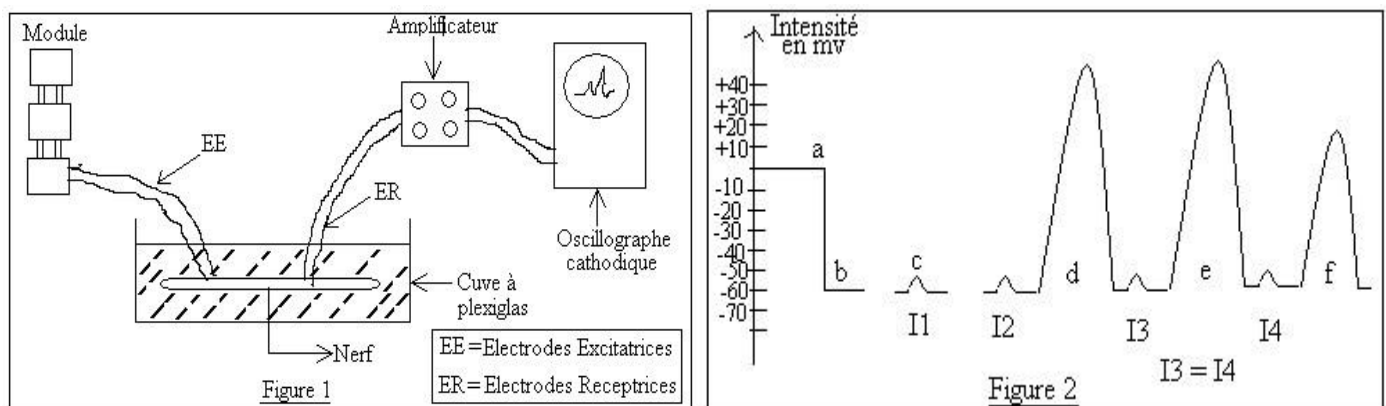 Module
Amplificateur
EE
ER
Oscillographe
cathodique
Cuve à
plexiglas
Nerf
EE = Electrodes Excitatrices
ER = Electrodes Receptrices
Figure 1
Intensité
en mv
+40
+30
+20
+10
-10
-20
-30
-40
-50
-60
-70
a
b
c
d
e
f
I1
I2
I3
I4
I3 = I4
Figure 2